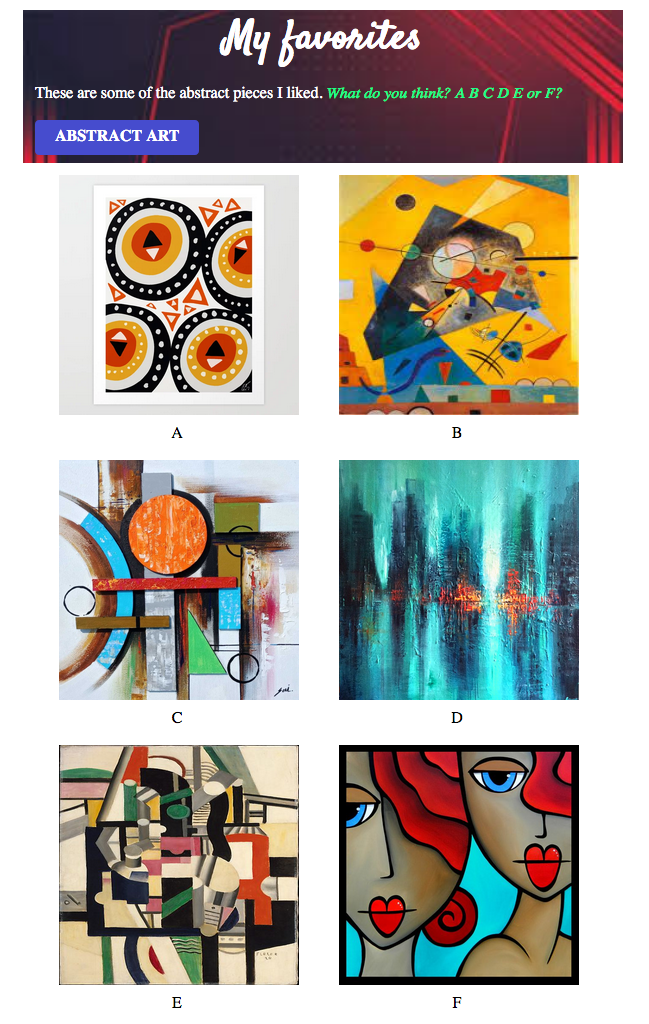 My favorites
These are some of the abstract pieces I liked. What do you think? A B C D E or F?
ABSTRACT ART
A
B
C
D
E
F